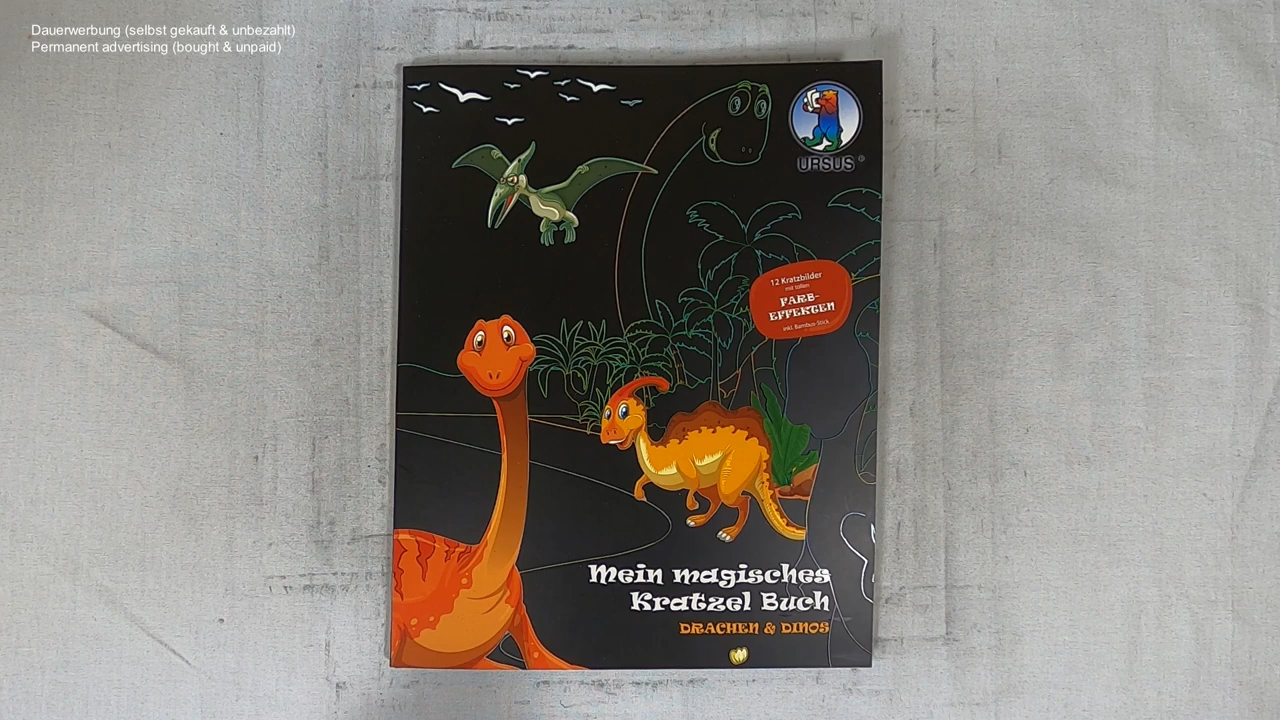 Dauerwerbung (selbst gekauft & unbezahlt)
Permanent advertising (bought & unpaid)
URSUS®
12 Kratzbilder
mit tollen
FARB-
EFFEKTEN
inkl. Bambus-Stick
Mein magisches
Kratzel Buch
DRACHEN & DINOS